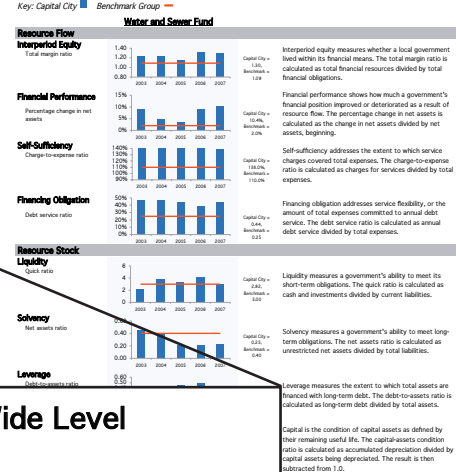 Key: Capital City Benchmark Group
Water and Sewer Fund
Resource Flow
Interperiod Equity
Total margin ratio
1.40
1.20
1.00
0.80
2003 2004 2005 2006 2007
Capital City =
1.30,
Benchmark =
1.08
Interperiod equity measures whether a local government
lived within its financial means. The total margin ratio is
calculated as total financial resources divided by total
financial obligations.
Financial Performance
Percentage change in net
assets
15%
10%
5%
0%
2003 2004 2005 2006 2007
Capital City =
10.4%,
Benchmark =
2.0%
Financial performance shows how much a government's
financial position improved or deteriorated as a result of
resource flow. The percentage change in net assets is
calculated as the change in net assets divided by net
assets, beginning.
Self-Sufficiency
Charge-to-expense ratio
140%
130%
120%
110%
100%
90%
2003 2004 2005 2006 2007
Capital City =
138.0%,
Benchmark =
110.0%
Self-sufficiency addresses the extent to which service
charges covered total expenses. The charge-to-expense
ratio is calculated as charges for services divided by total
expenses.
Financing Obligation
Debt service ratio
50%
40%
30%
20%
10%
0%
2003 2004 2005 2006 2007
Capital City =
0.44,
Benchmark =
0.25
Financing obligation addresses service flexibility, or the
amount of total expenses committed to annual debt
service. The debt service ratio is calculated as annual
debt service divided by total expenses.
Resource Stock
Liquidity
Quick ratio
6
4
2
0
2003 2004 2005 2006 2007
Capital City =
2.92,
Benchmark =
3.00
Liquidity measures a government's ability to meet its
short-term obligations. The quick ratio is calculated as
cash and investments divided by current liabilities.
Solvency
Net assets ratio
0.60
0.40
0.20
0.00
2003 2004 2005 2006 2007
Capital City =
0.23,
Benchmark =
0.40
Solvency measures a government's ability to meet long-
term obligations. The net assets ratio is calculated as
unrestricted net assets divided by total liabilities.
Leverage
Debt-to-assets ratio
0.60
0.50
Leverage measures the extent to which total assets are
financed with long-term debt. The debt-to-assets ratio is
calculated as long-term debt divided by total assets.
Wide Level
Capital is the condition of capital assets as defined by
their remaining useful life. The capital-assets condition
ratio is calculated as accumulated depreciation divided by
capital assets being depreciated. The result is then
subtracted from 1.0.